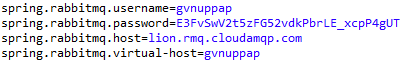 spring.rabbitmq.username=gvnuppap
spring.rabbitmq.password=E3FvSwV2t5zFG52vdkPbrLE_xcpP4gUT
spring.rabbitmq.host=lion.rmq.cloudamqp.com
spring.rabbitmq.virtual-host=gvnuppap